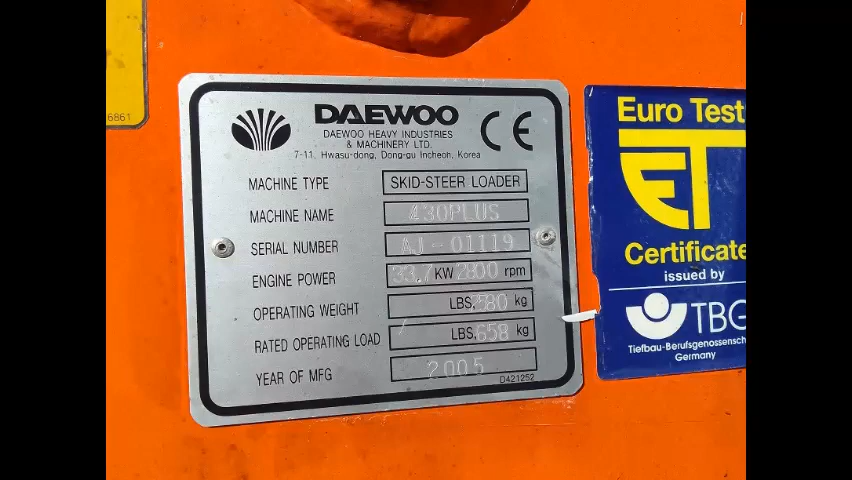 6861
DAEWOO
DAEWOO HEAVY INDUSTRIES
& MACHINERY LTD.
7-11, Hwasu-dong, Dong-gu Incheon, Korea
CE
MACHINE TYPE SKID-STEER LOADER
MACHINE NAME 430PLUS
SERIAL NUMBER AJ-01119
ENGINE POWER 33.7 KW 2800 rpm
OPERATING WEIGHT LBS. kg
RATED OPERATING LOAD LBS. 658 kg
YEAR OF MFG 2005
D421252
Euro Test
ET
Certificate
issued by
TBG
Tiefbau-Berufsgenossensch
Germany